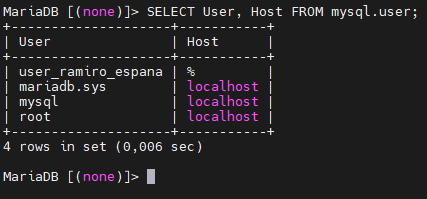 MariaDB [(none)]> SELECT User, Host FROM mysql.user;
+--------------------+-----------+
| User               | Host      |
+--------------------+-----------+
| user_ramiro_espana | %         |
| mariadb.sys        | localhost |
| mysql              | localhost |
| root               | localhost |
+--------------------+-----------+
4 rows in set (0,006 sec)
MariaDB [(none)]>